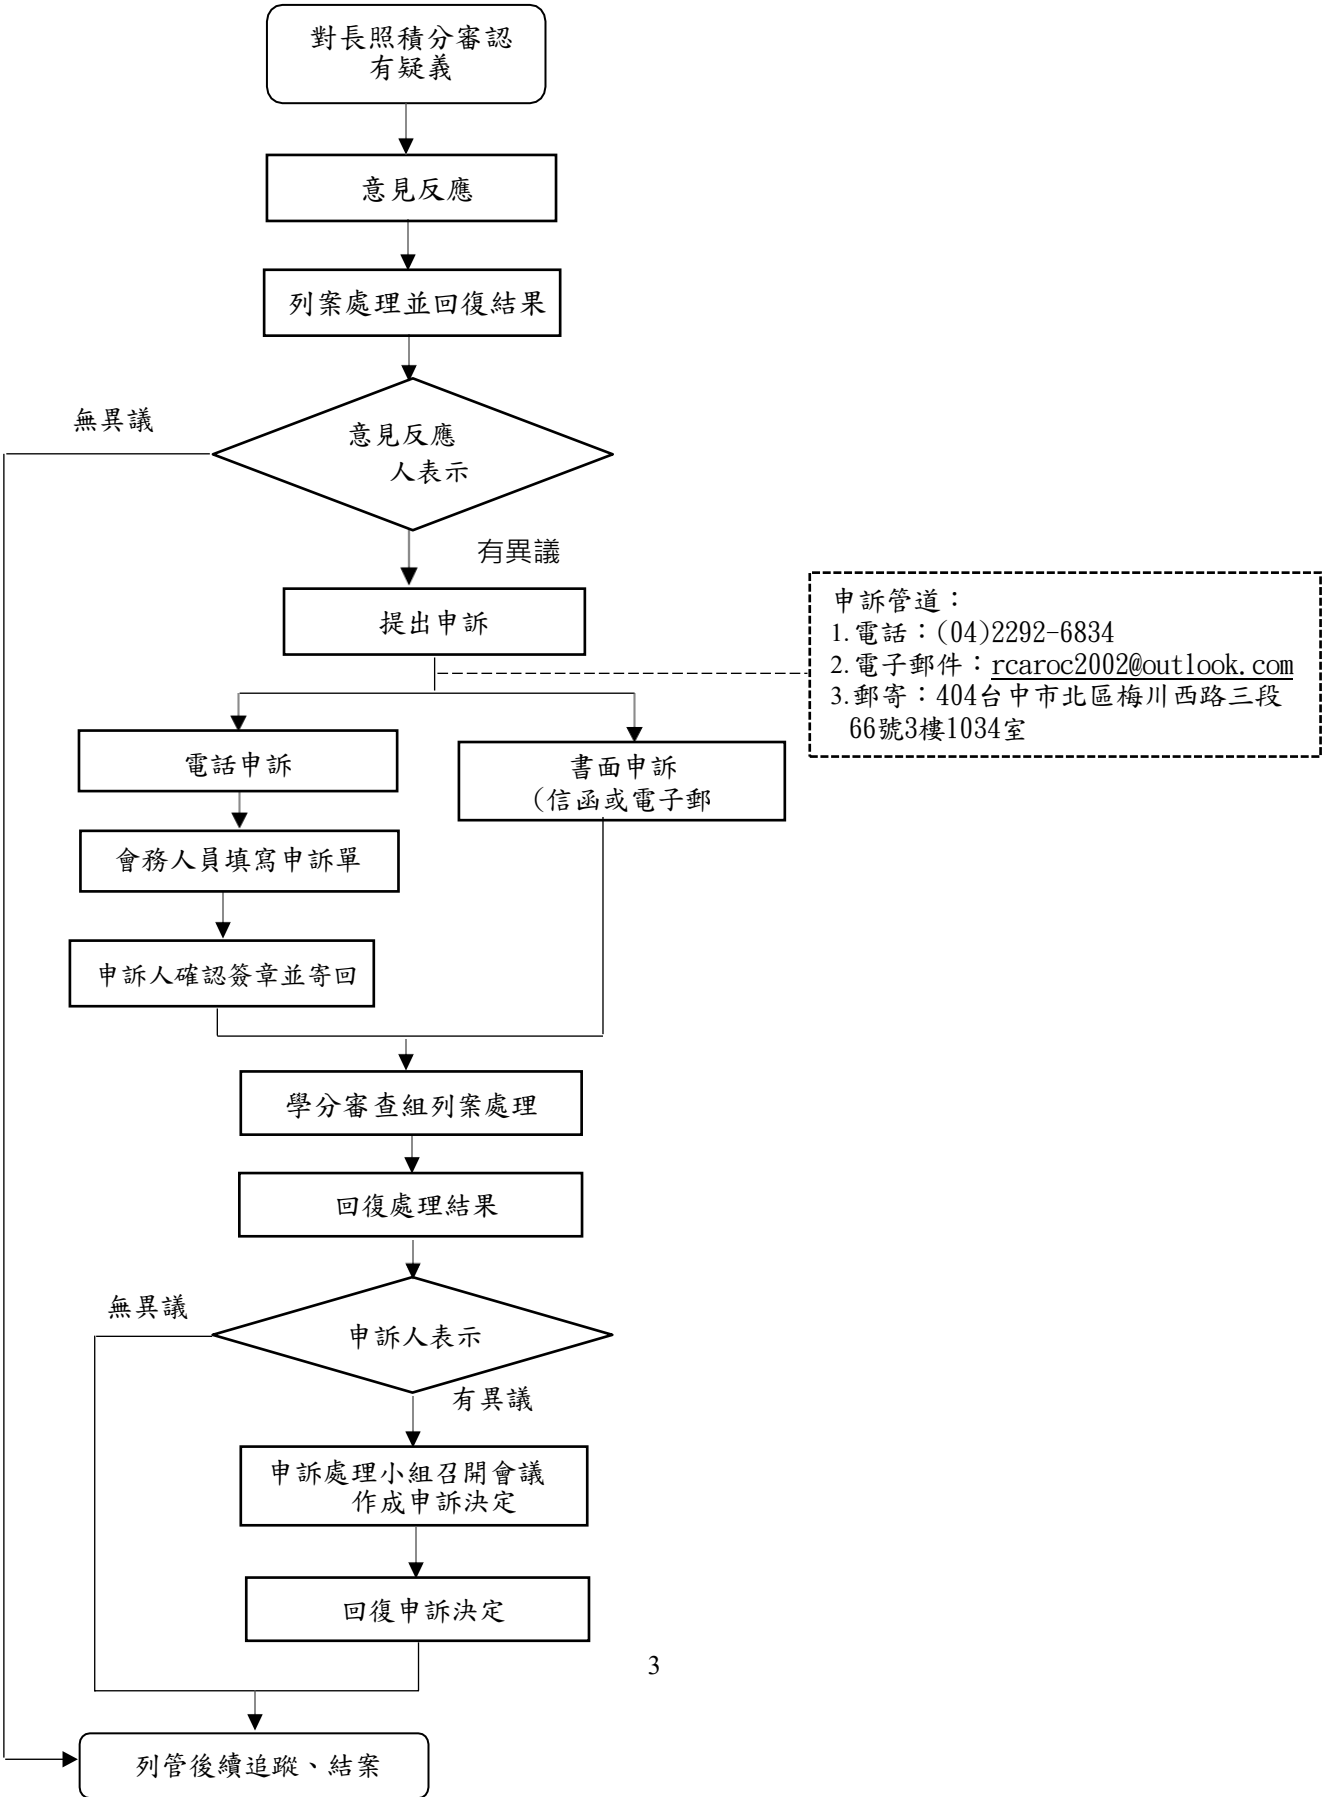 對長照積分審認
有疑義
意見反應
列案處理並回復結果
無異議
意見反應
人表示
有異議
提出申訴
申訴管道：
1.電話：(04)2292-6834
2.電子郵件：rcaroc2002@outlook.com
3.郵寄：404台中市北區梅川西路三段
66號3樓1034室
電話申訴
書面申訴
(信函或電子郵
會務人員填寫申訴單
申訴人確認簽章並寄回
學分審查組列案處理
回復處理結果
無異議
申訴人表示
有異議
申訴處理小組召開會議
作成申訴決定
回復申訴決定
3
列管後續追蹤、結案